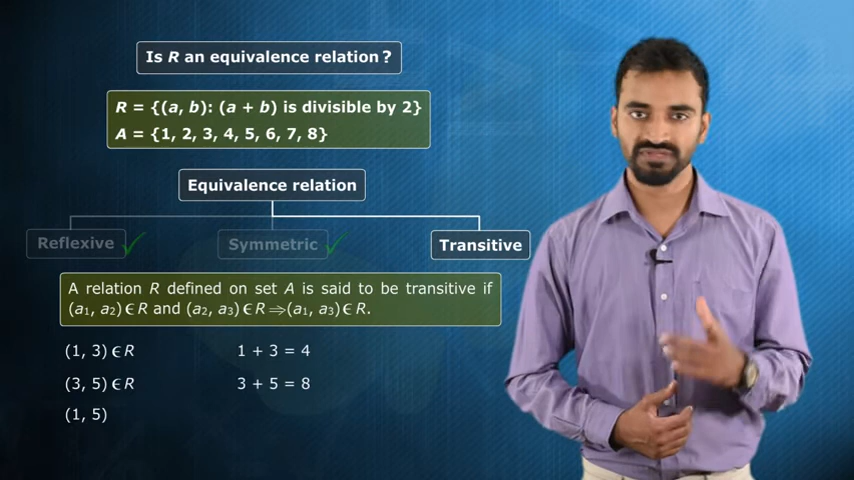 Is R an equivalence relation ?
R = {(a, b): (a + b) is divisible by 2}
A = {1, 2, 3, 4, 5, 6, 7, 8}
Equivalence relation
Reflexive ✓ Symmetric ✓ Transitive
A relation R defined on set A is said to be transitive if
(a₁, a₂) ϵ R and (a₂, a₃) ϵ R ⇒ (a₁, a₃) ϵ R.
(1, 3) ϵ R 1 + 3 = 4
(3, 5) ϵ R 3 + 5 = 8
(1, 5)